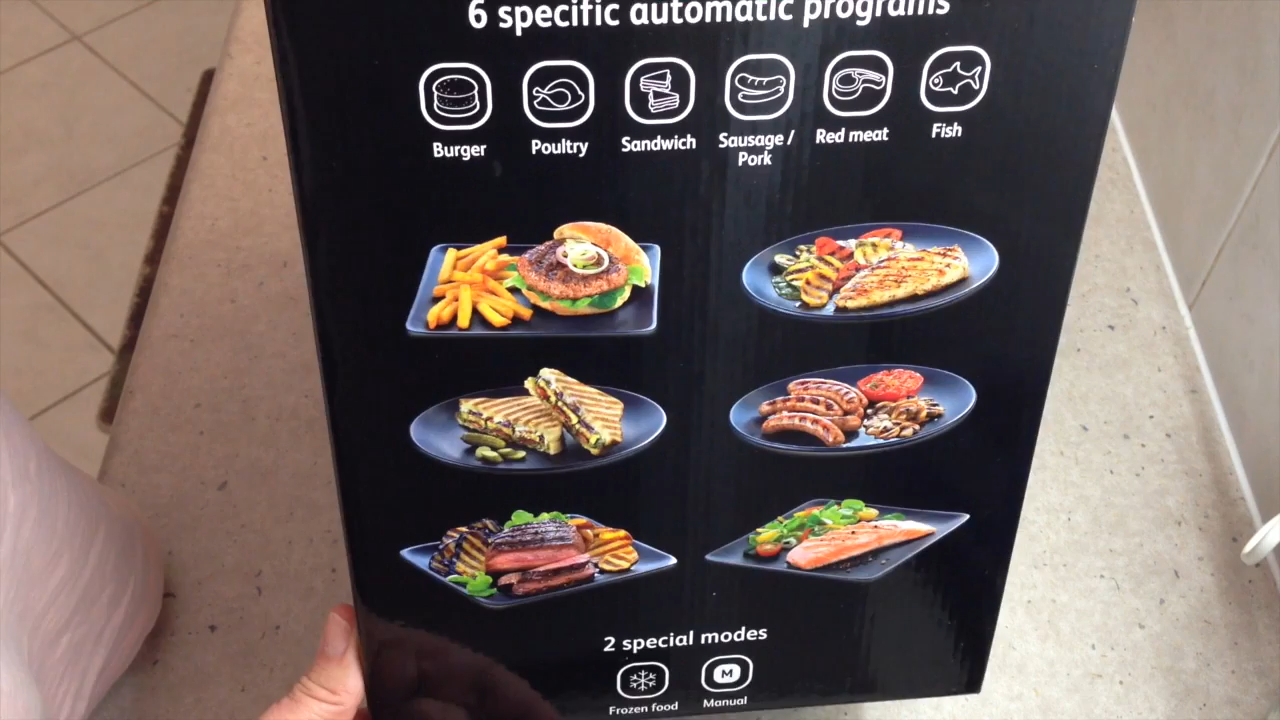 6 specific automatic programs
Burger
Poultry
Sandwich
Sausage /
Pork
Red meat
Fish
2 special modes
M
Frozen food
Manual